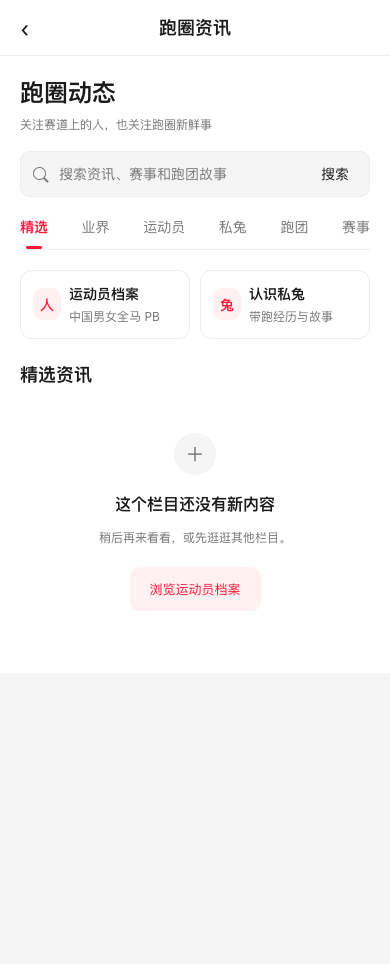 跑圈资讯
跑圈动态
关注赛道上的人，也关注跑圈新鲜事
搜索资讯、赛事和跑团故事 搜索
精选 业界 运动员 私兔 跑团 赛事
人 运动员档案
中国男女全马 PB
兔 认识私兔
带跑经历与故事
精选资讯
这个栏目还没有新内容
稍后再来看看，或先逛逛其他栏目。
浏览运动员档案